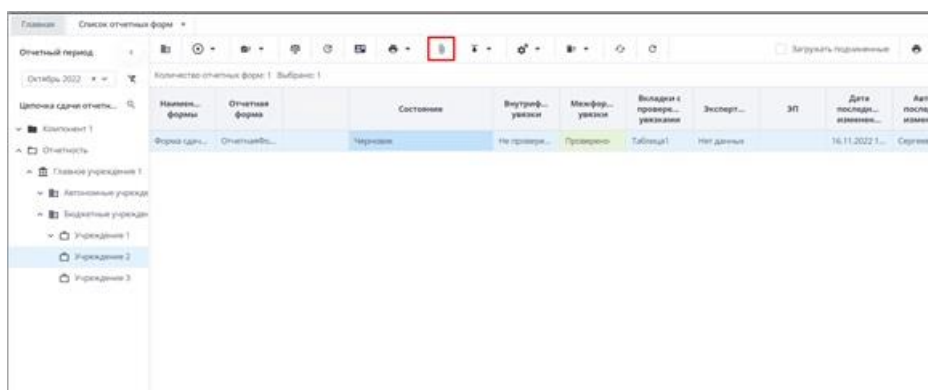 Главная Список отчетных форм
Отчетный период
Загружать подчиненные
Октябрь 2022
Количество отчетных форм: 1 Выбрано: 1
Цепочка сдачи отчетн...
Наимен... формы
Отчетная форма
Состояние
Внутриф... увязки
Межфор... увязки
Вкладки с провере... увязками
Эксперт...
ЭП
Дата последн... изменен...
Форма сдач... ОтчетнаяФо... Черновик Не провере... Проверено Таблица1 Нет данных 16.11.2022 1...
Компонент 1
Отчетность
Главное учреждение 1
Автономные учрежде
Бюджетные учрежден
Учреждение 1
Учреждение 2
Учреждение 3